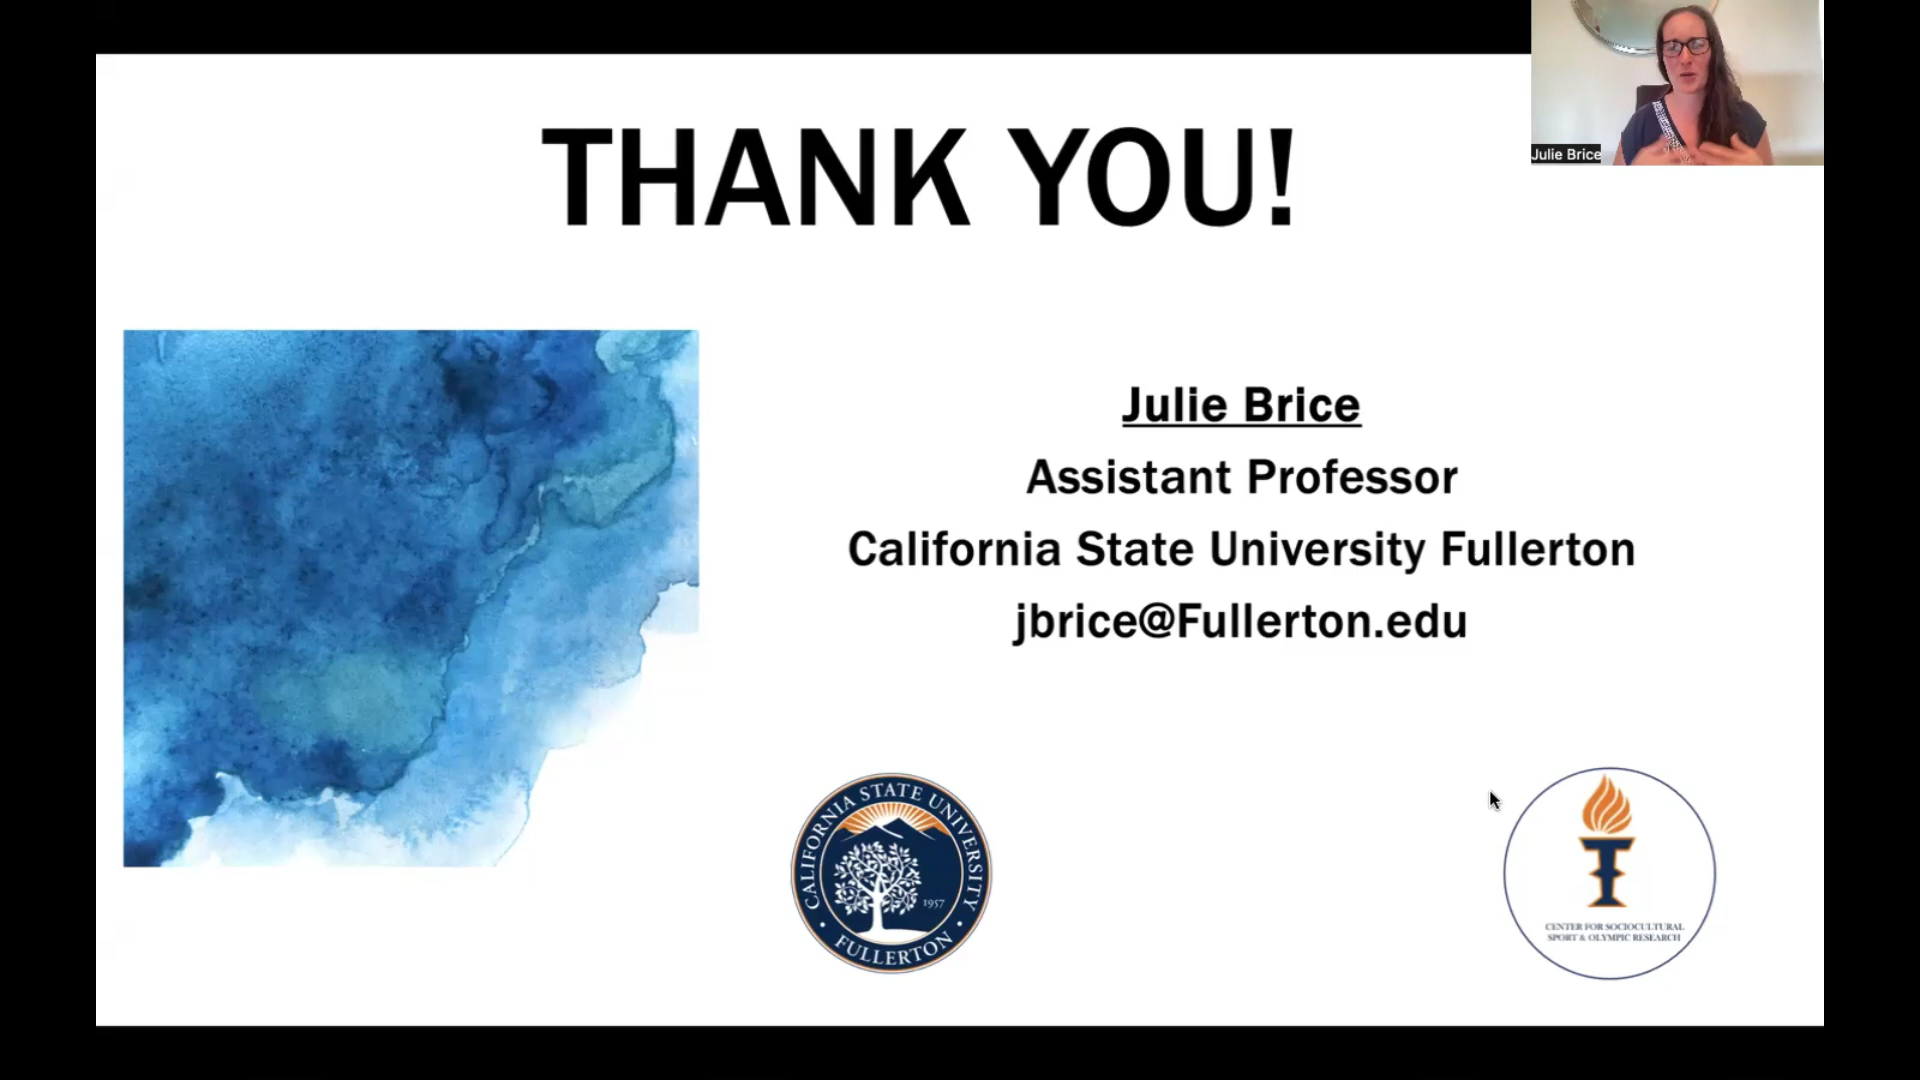 THANK YOU!
Julie Brice
Julie Brice
Assistant Professor
California State University Fullerton
jbrice@Fullerton.edu
CALIFORNIA STATE UNIVERSITY
1957
FULLERTON
CENTER FOR SOCIOCULTURAL
SPORT & OLYMPIC RESEARCH